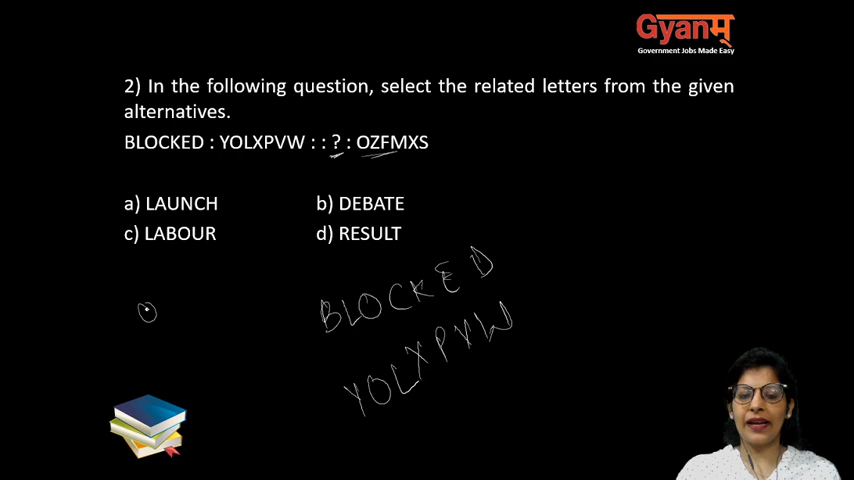 Gyanम्
Government Jobs Made Easy
2) In the following question, select the related letters from the given
alternatives.
BLOCKED : YOLXPVW : : ? : OZFMXS
a) LAUNCH b) DEBATE
c) LABOUR d) RESULT
BLOCKED
YOLXPVW